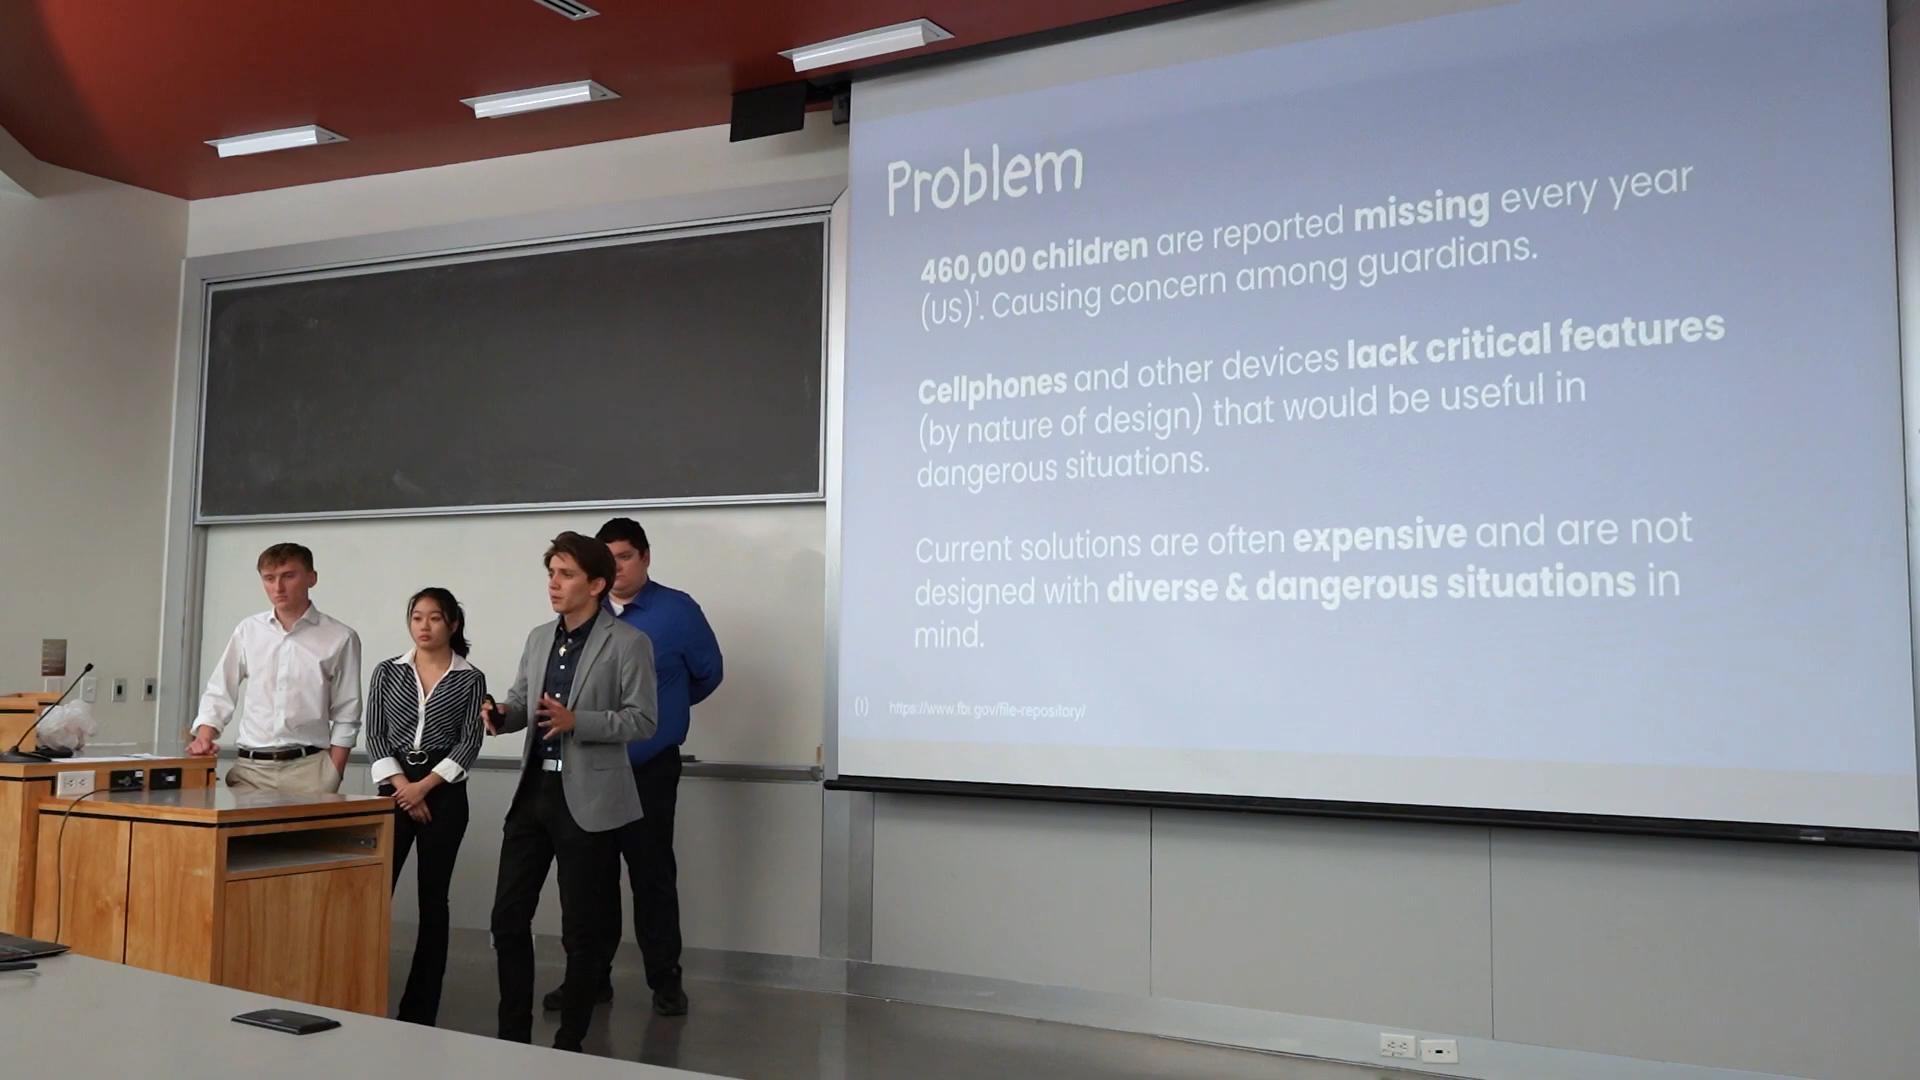 Problem
460,000 children are reported missing every year
(US)¹. Causing concern among guardians.
Cellphones and other devices lack critical features
(by nature of design) that would be useful in
dangerous situations.
Current solutions are often expensive and are not
designed with diverse & dangerous situations in
mind.
(1) https://www.fbi.gov/file-repository/